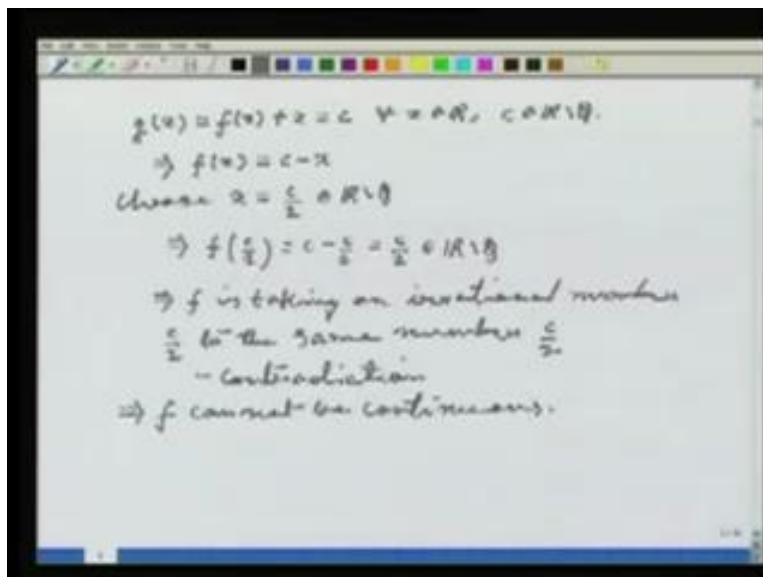 g(x) = f(x) + x = c ∀ x ∈ ℝ, c ∈ ℝ\ℚ.
⇒ f(x) = c - x
Choose x = c/2 ∈ ℝ\ℚ
⇒ f(c/2) = c - c/2 = c/2 ∈ ℝ\ℚ
⇒ f is taking an irrational number
c/2 to the same number c/2.
- contradiction
⇒ f cannot be continuous.